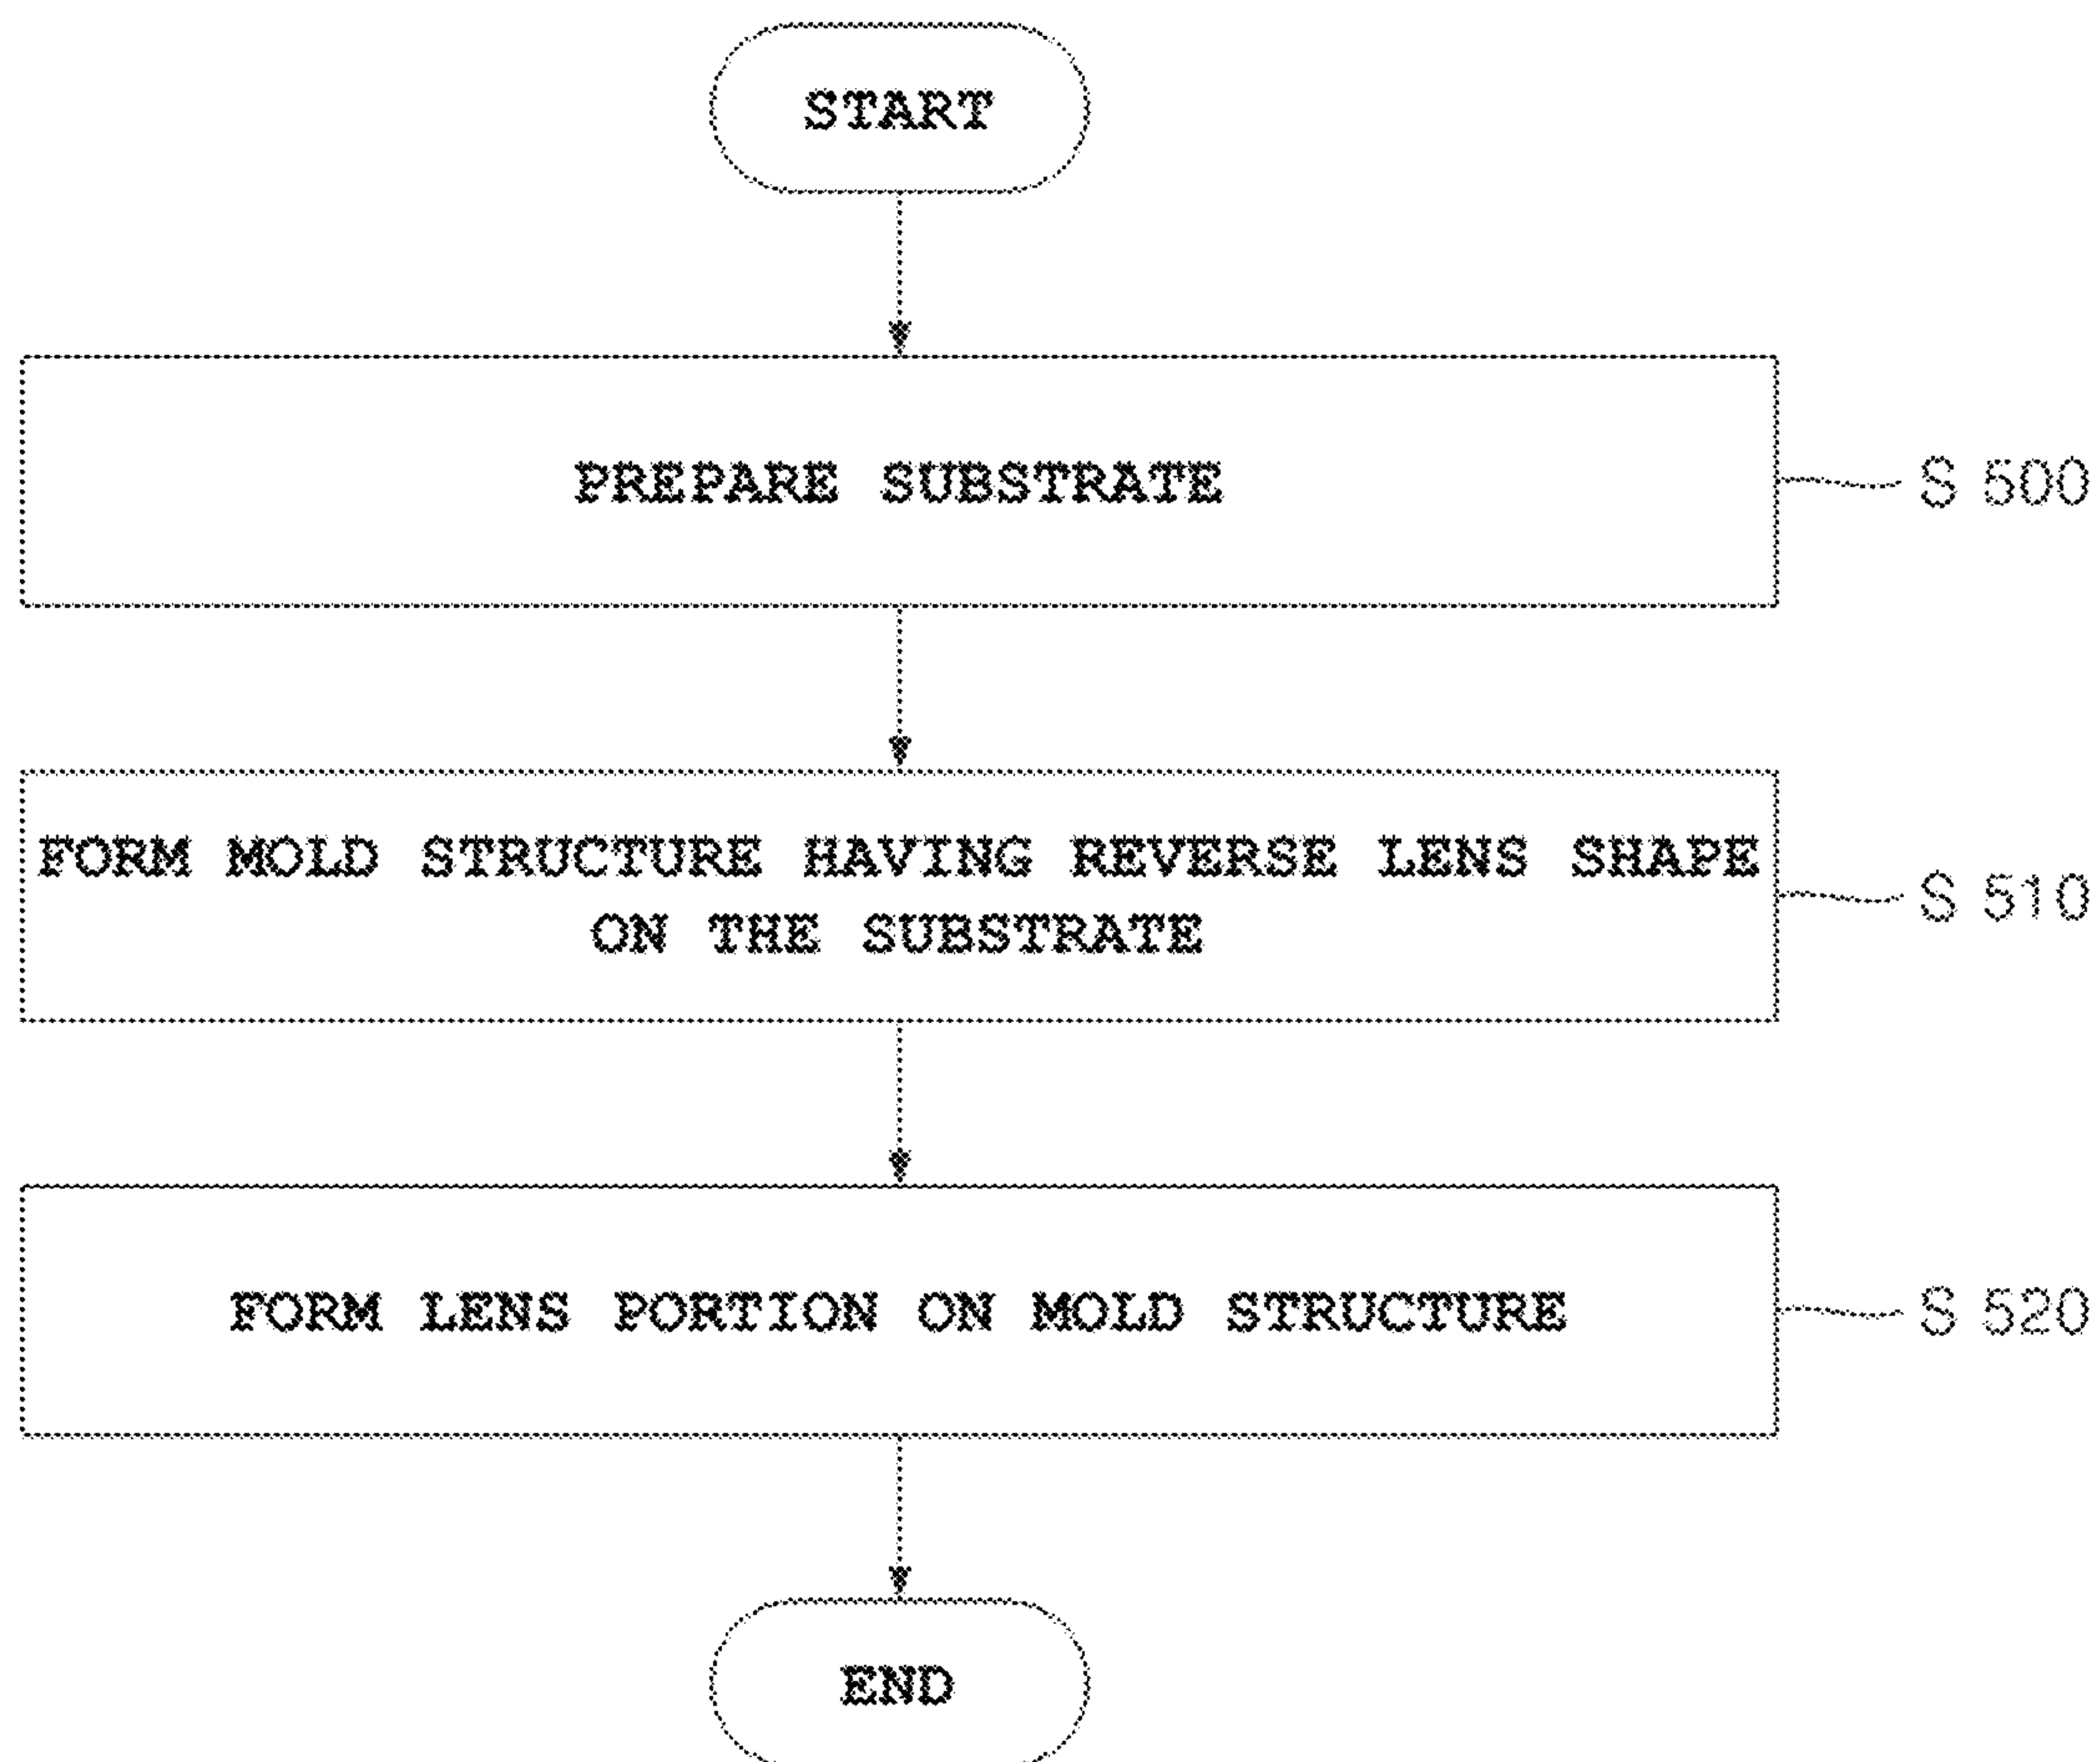 START
PREPARE SUBSTRATE
S 500
FORM MOLD STRUCTURE HAVING REVERSE LENS SHAPE
ON THE SUBSTRATE
S 510
FORM LENS PORTION ON MOLD STRUCTURE
S 520
END